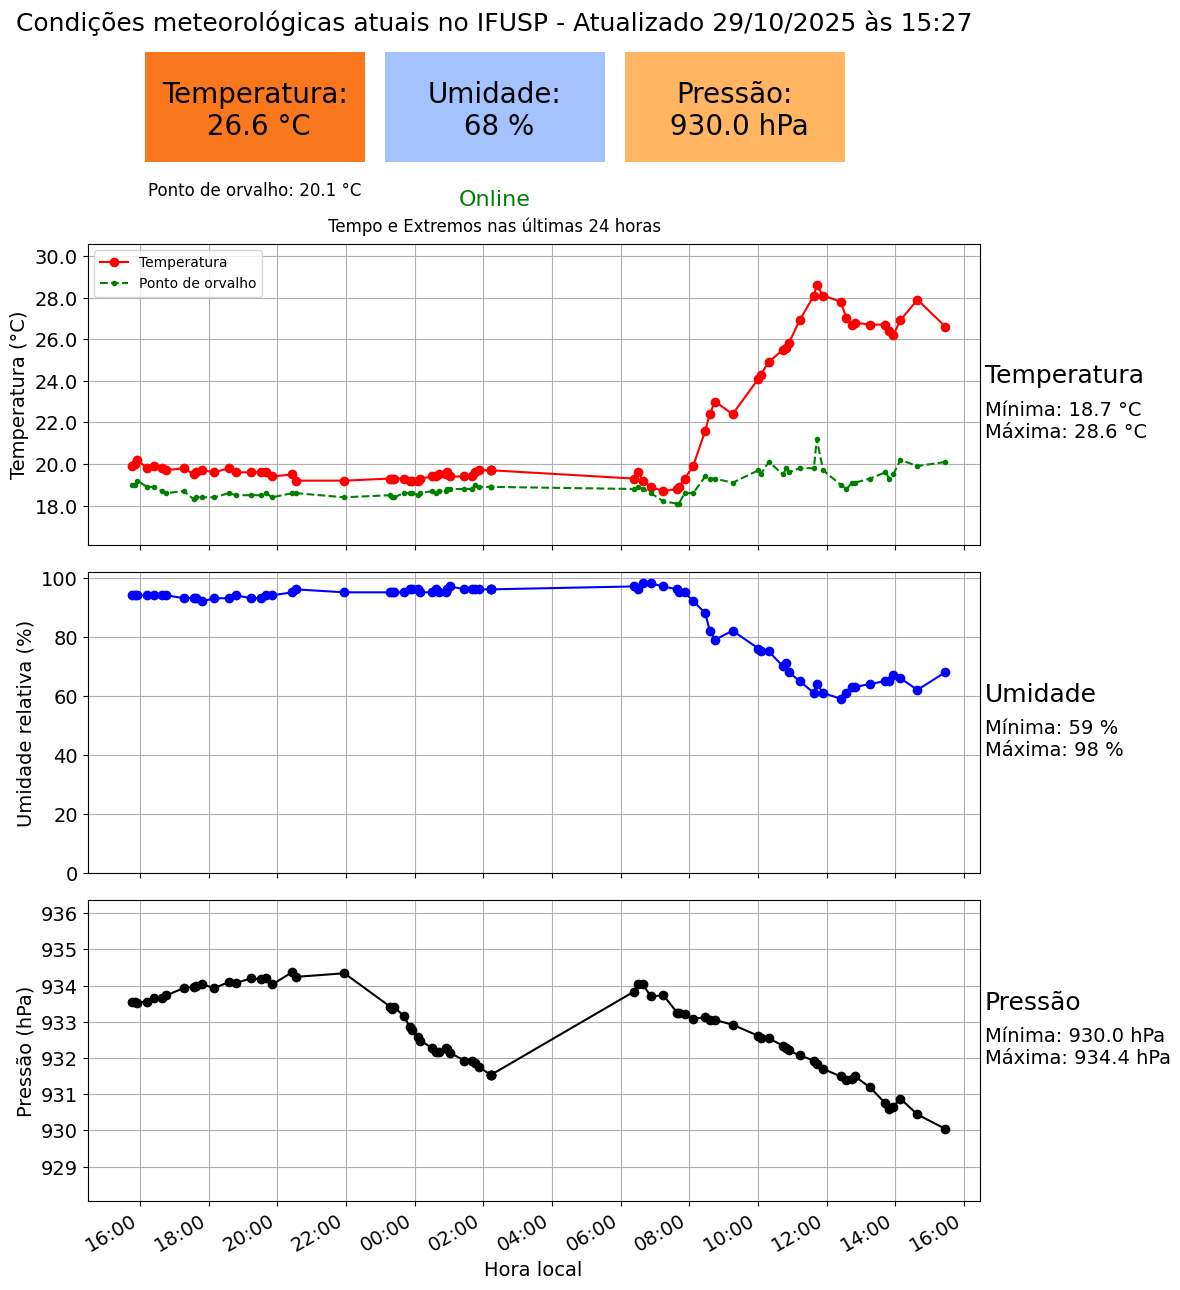 Condições meteorológicas atuais no IFUSP - Atualizado 29/10/2025 às 15:27
Temperatura:
26.6 °C
Umidade:
68 %
Pressão:
930.0 hPa
Ponto de orvalho: 20.1 °C
Online
Tempo e Extremos nas últimas 24 horas
Temperatura
Ponto de orvalho
Temperatura (°C)
30.0
28.0
26.0
24.0
22.0
20.0
18.0
Temperatura
Mínima: 18.7 °C
Máxima: 28.6 °C
Umidade relativa (%)
100
80
60
40
20
0
Umidade
Mínima: 59 %
Máxima: 98 %
Pressão (hPa)
936
935
934
933
932
931
930
929
Pressão
Mínima: 930.0 hPa
Máxima: 934.4 hPa
16:00
18:00
20:00
22:00
00:00
02:00
04:00
06:00
08:00
10:00
12:00
14:00
16:00
Hora local